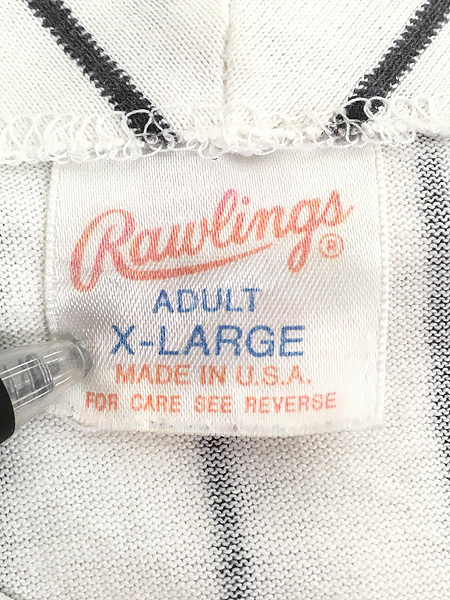 Rawlings®
ADULT
X-LARGE
MADE IN U.S.A.
FOR CARE SEE REVERSE